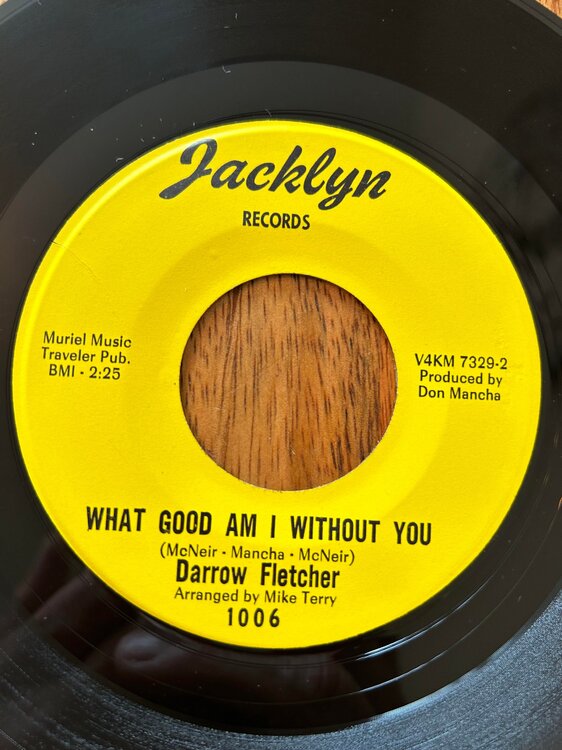 Jacklyn
RECORDS
Muriel Music
Traveler Pub.
BMI - 2:25
V4KM 7329-2
Produced by
Don Mancha
WHAT GOOD AM I WITHOUT YOU
(McNeir - Mancha - McNeir)
Darrow Fletcher
Arranged by Mike Terry
1006